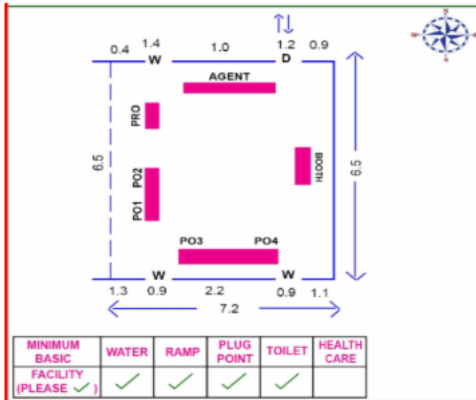 0.4 1.4 1.0 1.2 0.9
W D
AGENT
PRO
6.5
PO2
PO1
BOOTH
6.5
PO3 PO4
W W
1.3 0.9 2.2 0.9 1.1
7.2
MINIMUM BASIC FACILITY (PLEASE ✓)
WATER
RAMP
PLUG POINT
TOILET
HEALTH CARE
✓ ✓ ✓ ✓